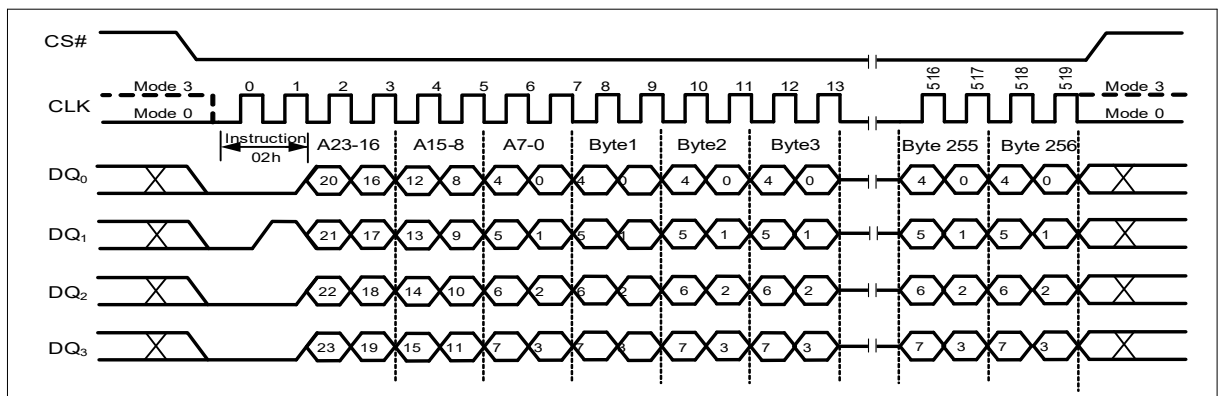 CS#
Mode 3 0 1 2 3 4 5 6 7 8 9 10 11 12 13 516 517 518 519 Mode 3
CLK
Mode 0 Mode 0
Instruction A23-16 A15-8 A7-0 Byte1 Byte2 Byte3 Byte 255 Byte 256
02h
DQ0 20 16 12 8 4 0 4 0 4 0 4 0 4 0 4 0
DQ1 21 17 13 9 5 1 5 1 5 1 5 1 5 1 5 1
DQ2 22 18 14 10 6 2 6 2 6 2 6 2 6 2 6 2
DQ3 23 19 15 11 7 3 7 3 7 3 7 3 7 3 7 3